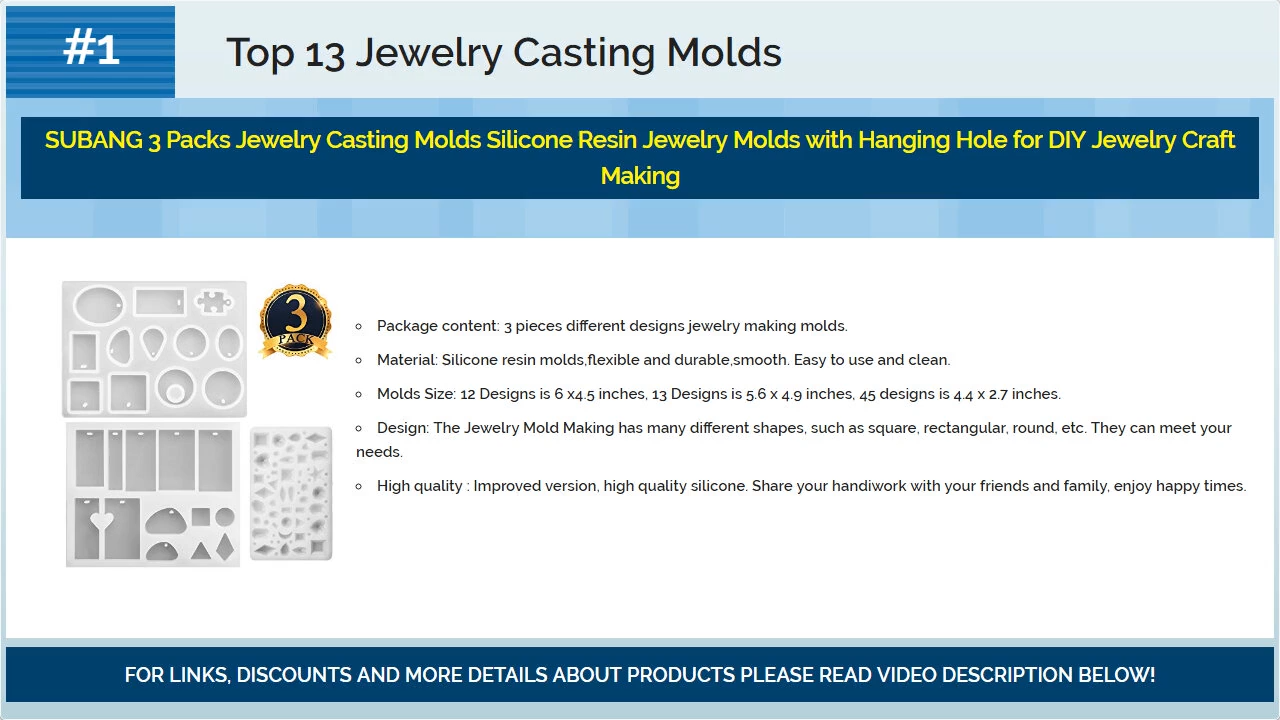 #1
Top 13 Jewelry Casting Molds
SUBANG 3 Packs Jewelry Casting Molds Silicone Resin Jewelry Molds with Hanging Hole for DIY Jewelry Craft
Making
3
PACK
Package content: 3 pieces different designs jewelry making molds.
Material: Silicone resin molds,flexible and durable,smooth. Easy to use and clean.
Molds Size: 12 Designs is 6 x4.5 inches, 13 Designs is 5.6 x 4.9 inches, 45 designs is 4.4 x 2.7 inches.
Design: The Jewelry Mold Making has many different shapes, such as square, rectangular, round, etc. They can meet your
needs.
High quality : Improved version, high quality silicone. Share your handiwork with your friends and family, enjoy happy times.
FOR LINKS, DISCOUNTS AND MORE DETAILS ABOUT PRODUCTS PLEASE READ VIDEO DESCRIPTION BELOW!